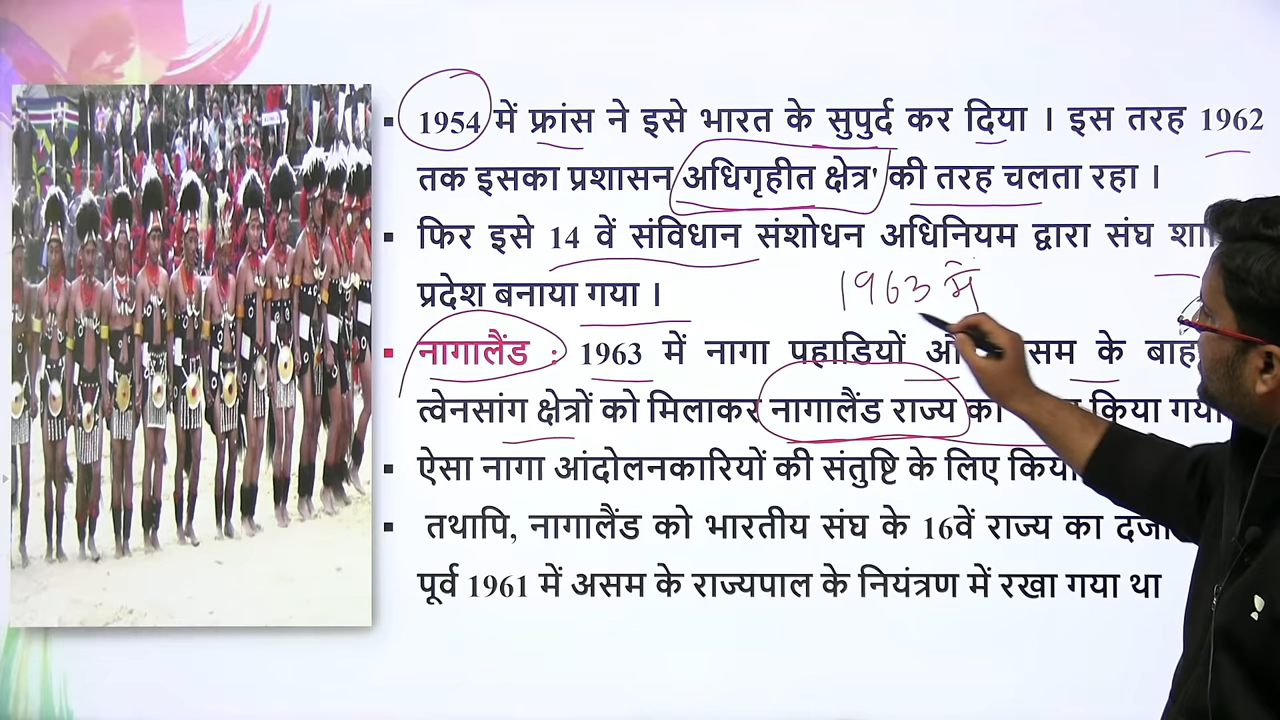 ▪ 1954 में फ्रांस ने इसे भारत के सुपुर्द कर दिया । इस तरह 1962
तक इसका प्रशासन अधिगृहीत क्षेत्र' की तरह चलता रहा ।
▪ फिर इसे 14 वें संविधान संशोधन अधिनियम द्वारा संघ
प्रदेश बनाया गया ।
1963 में
▪ नागालैंड : 1963 में नागा पहाडियों के
त्वेनसांग क्षेत्रों को मिलाकर नागालैंड राज्य किया
▪ ऐसा नागा आंदोलनकारियों की संतुष्टि के लिए
▪ तथापि, नागालैंड को भारतीय संघ के 16वें राज्य का
पूर्व 1961 में असम के राज्यपाल के नियंत्रण में रखा गया था